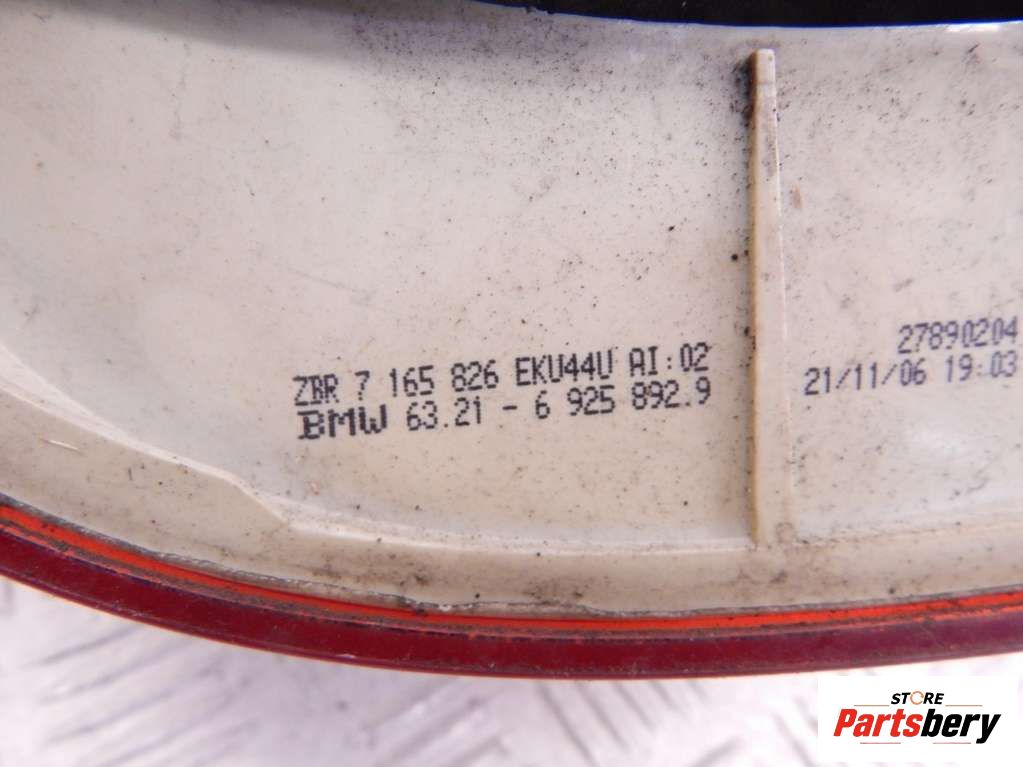 ZBR 7 165 826 EKU44U AI:02
BMW 63.21 - 6 925 892.9
27890204
21/11/06 19:03
STORE
Partsbery